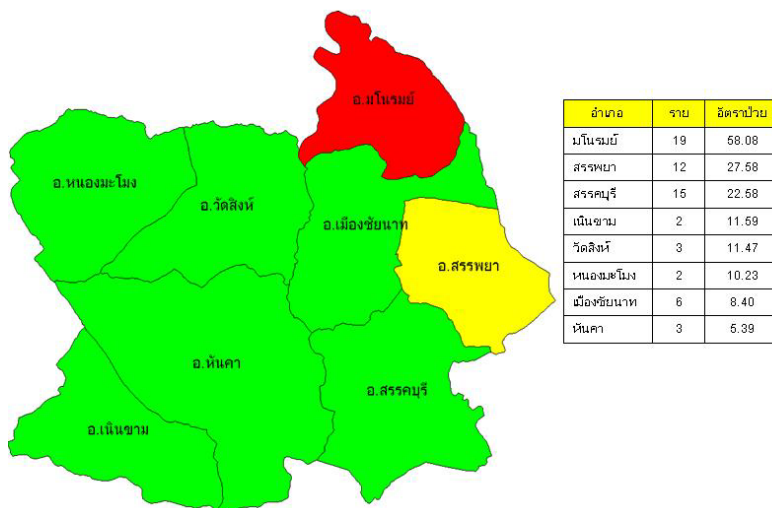 อ.มโนรมย์
อ.หนองมะโมง
อ.วัดสิงห์
อ.เมืองชัยนาท
อ.สรรพยา
อ.หันคา
อ.สรรคบุรี
อ.เนินขาม
อำเภอ ราย อัตราป่วย
มโนรมย์ 19 58.08
สรรพยา 12 27.58
สรรคบุรี 15 22.58
เนินขาม 2 11.59
วัดสิงห์ 3 11.47
หนองมะโมง 2 10.23
เมืองชัยนาท 6 8.40
หันคา 3 5.39